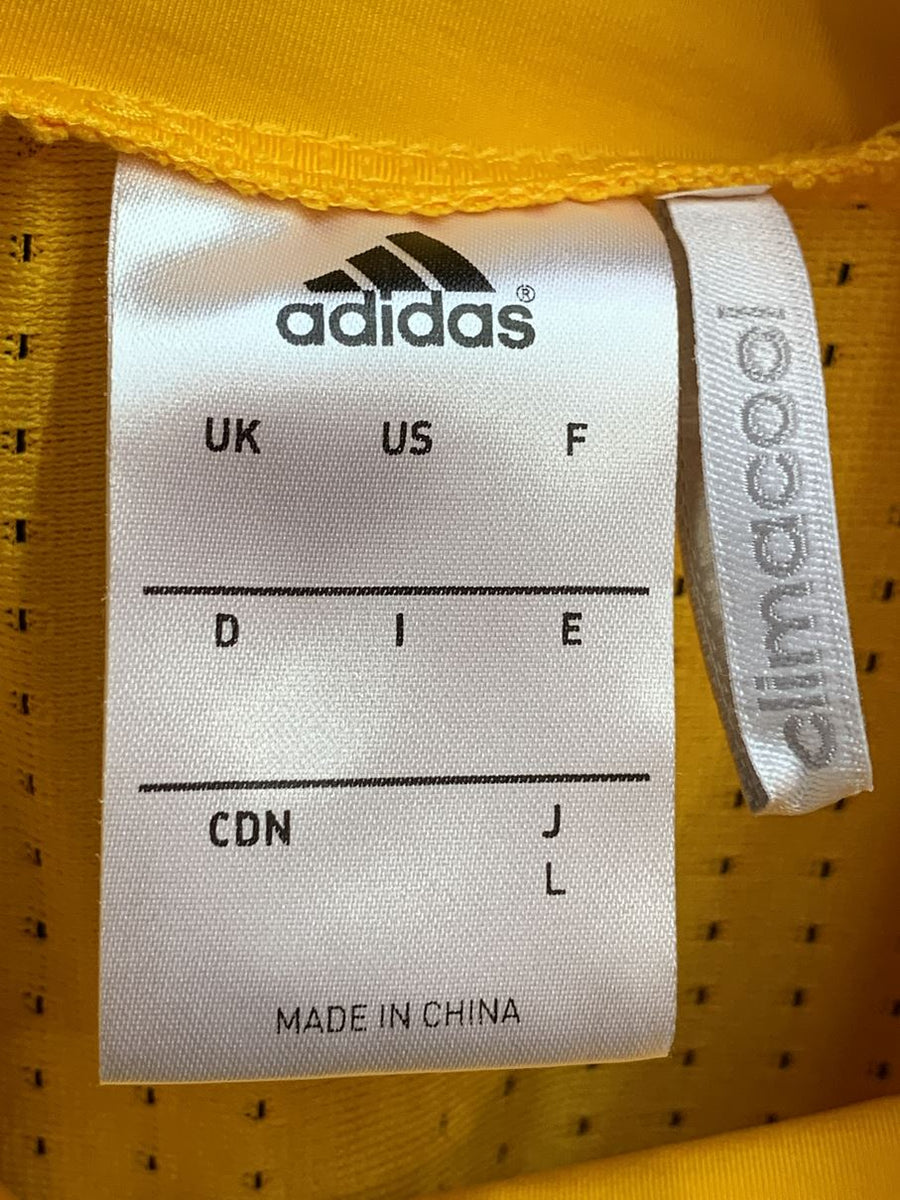 adidas®
UK US F
D I E
CDN J
L
MADE IN CHINA
climacool